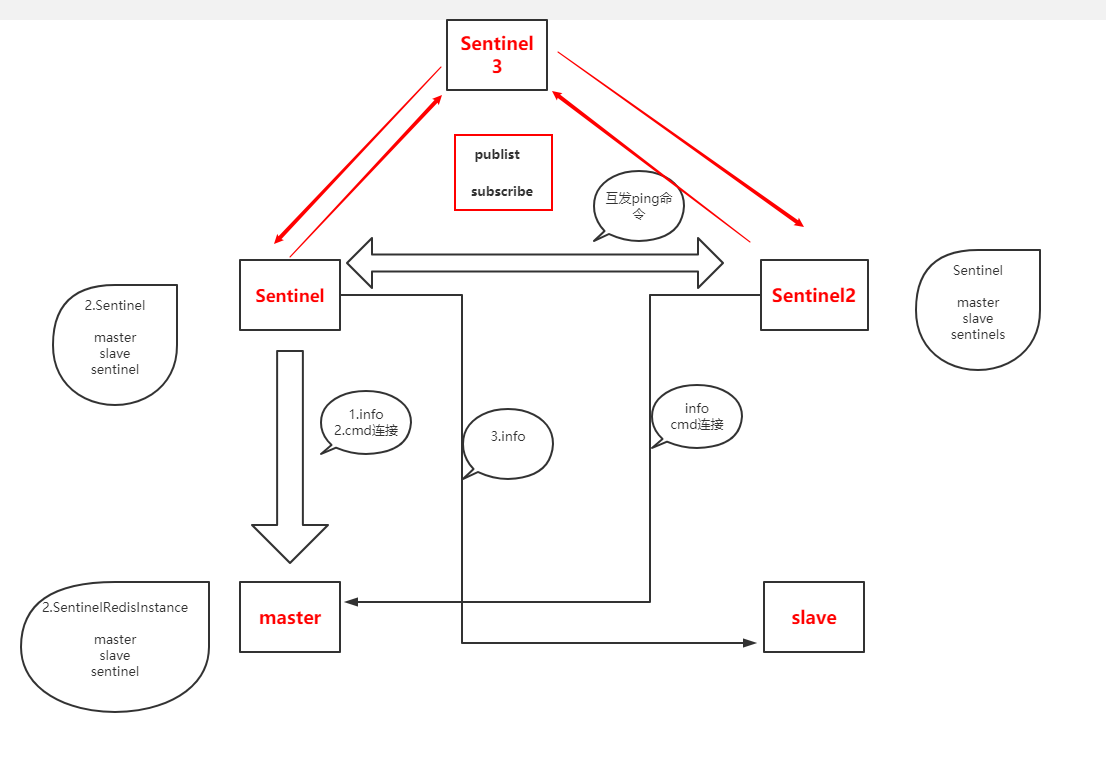 Sentinel
3
publist
subscribe
互发ping命
令
Sentinel
Sentinel2
2.Sentinel
master
slave
sentinel
Sentinel
master
slave
sentinels
1.info
2.cmd连接
3.info
info
cmd连接
2.SentinelRedisInstance
master
slave
sentinel
master
slave